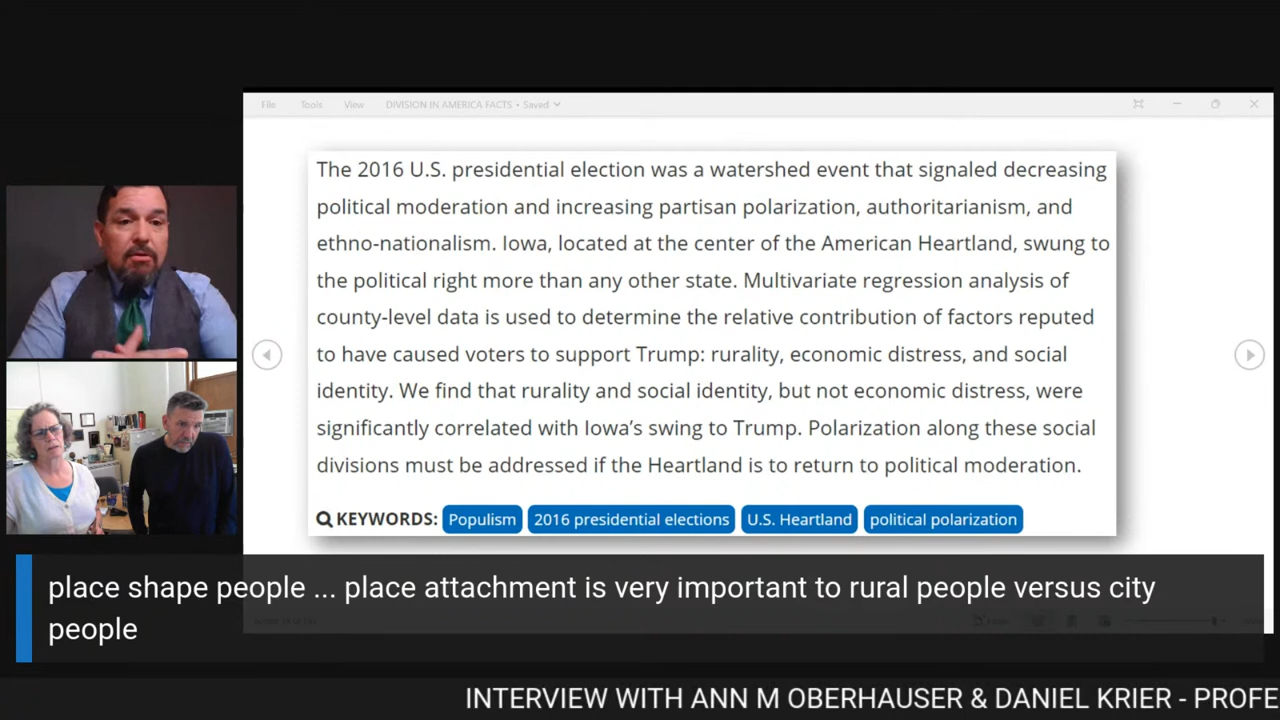 File Tools View DIVISION IN AMERICA FACTS • Saved
The 2016 U.S. presidential election was a watershed event that signaled decreasing
political moderation and increasing partisan polarization, authoritarianism, and
ethno-nationalism. Iowa, located at the center of the American Heartland, swung to
the political right more than any other state. Multivariate regression analysis of
county-level data is used to determine the relative contribution of factors reputed
to have caused voters to support Trump: rurality, economic distress, and social
identity. We find that rurality and social identity, but not economic distress, were
significantly correlated with Iowa’s swing to Trump. Polarization along these social
divisions must be addressed if the Heartland is to return to political moderation.
KEYWORDS: Populism 2016 presidential elections U.S. Heartland political polarization
place shape people ... place attachment is very important to rural people versus city
people
INTERVIEW WITH ANN M OBERHAUSER & DANIEL KRIER - PROFE